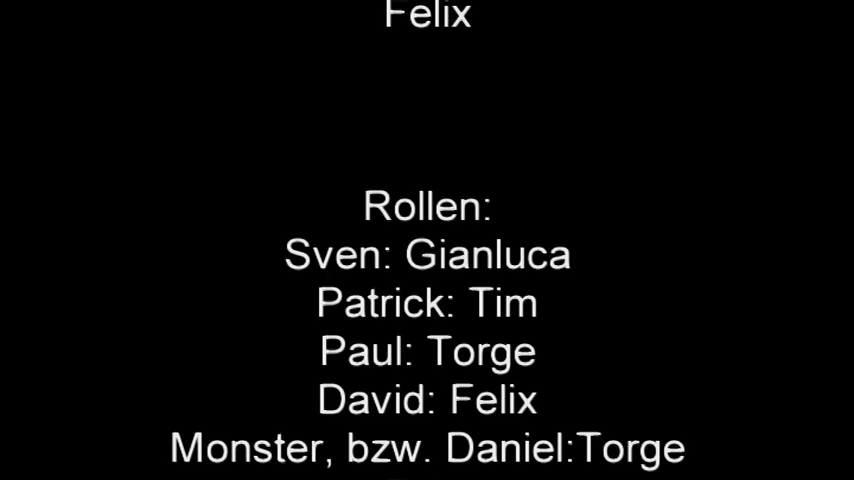 Felix
Rollen:
Sven: Gianluca
Patrick: Tim
Paul: Torge
David: Felix
Monster, bzw. Daniel:Torge